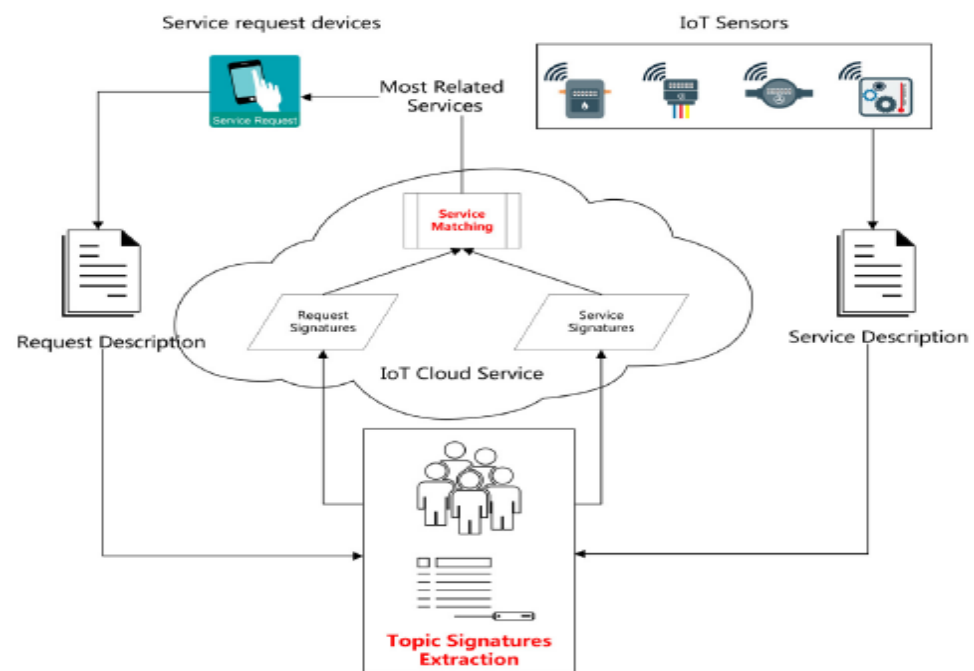 Service request devices
IoT Sensors
Service Request
Most Related
Services
Service
Matching
Request
Signatures
Service
Signatures
Request Description
Service Description
IoT Cloud Service
Topic Signatures
Extraction